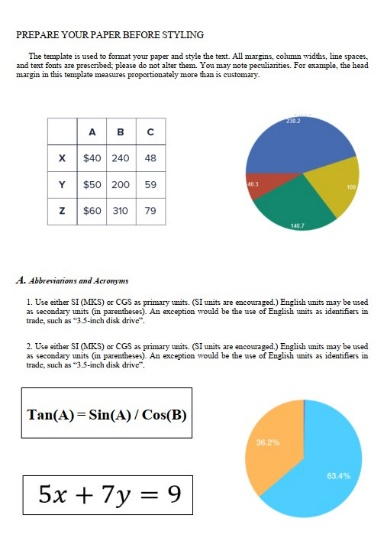 PREPARE YOUR PAPER BEFORE STYLING
The template is used to format your paper and style the text. All margins, column widths, line spaces,
and text fonts are prescribed; please do not alter them. You may note peculiarities. For example, the head
margin in this template measures proportionately more than is customary.
A B C
X $40 240 48
Y $50 200 59
Z $60 310 79
230.2
100
140.7
40.3
A. Abbreviations and Acronyms
1. Use either SI (MKS) or CGS as primary units. (SI units are encouraged.) English units may be used
as secondary units (in parentheses). An exception would be the use of English units as identifiers in
trade, such as “3.5-inch disk drive”.
2. Use either SI (MKS) or CGS as primary units. (SI units are encouraged.) English units may be used
as secondary units (in parentheses). An exception would be the use of English units as identifiers in
trade, such as “3.5-inch disk drive”.
Tan(A) = Sin(A) / Cos(B)
36.2%
63.4%
5x + 7y = 9